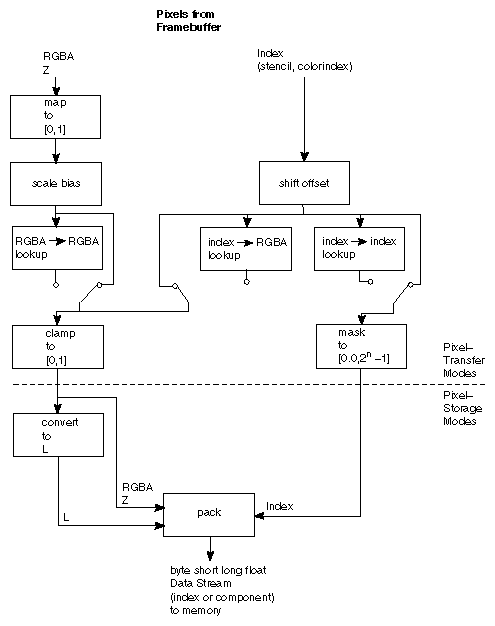 Pixels from
Framebuffer
RGBA
Z
Index
(stencil, colorindex)
map
to
[0,1]
scale bias
shift offset
RGBA RGBA
lookup
index RGBA
lookup
index index
lookup
clamp
to
[0,1]
mask
to
[0.0,2ⁿ –1]
Pixel–
Transfer
Modes
Pixel–
Storage
Modes
convert
to
L
RGBA
Z
L
pack
Index
byte short long float
Data Stream
(index or component)
to memory